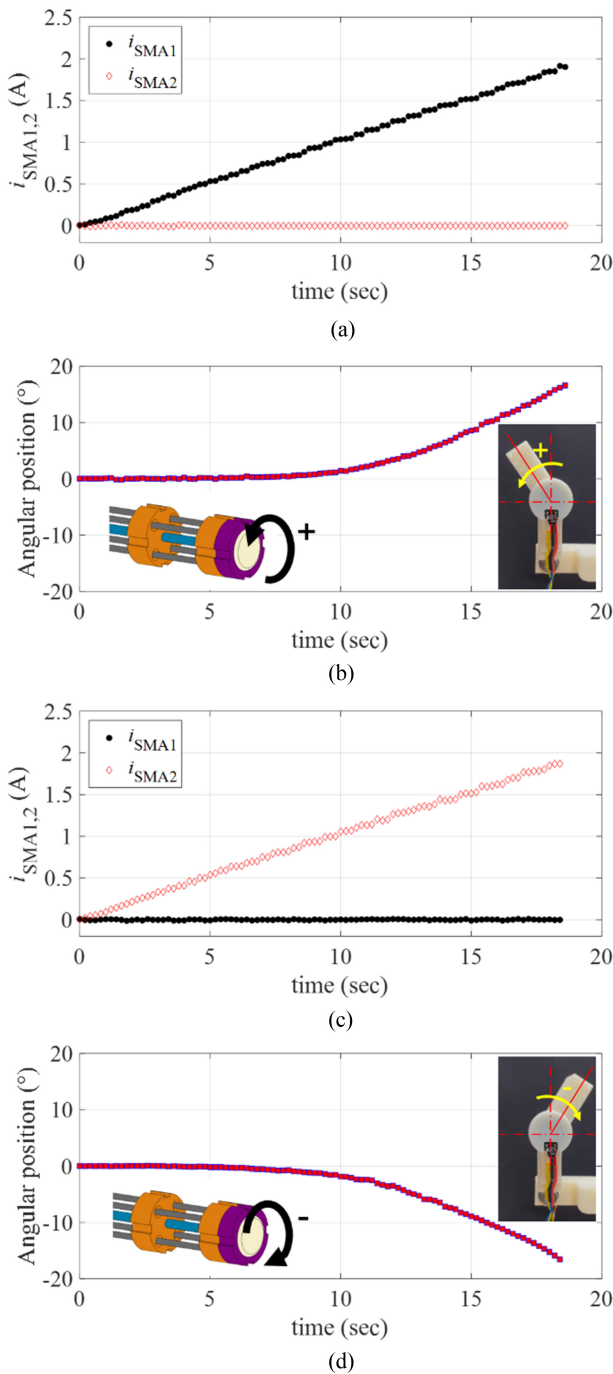 2.5
2
1.5
1
0.5
0
i_SMA1,2 (A)
i_SMA1
i_SMA2
0 5 10 15 20
time (sec)
(a)
20
10
0
-10
-20
Angular position (°)
+
+
0 5 10 15 20
time (sec)
(b)
2.5
2
1.5
1
0.5
0
i_SMA1,2 (A)
i_SMA1
i_SMA2
0 5 10 15 20
time (sec)
(c)
20
10
0
-10
-20
Angular position (°)
-
-
0 5 10 15 20
time (sec)
(d)